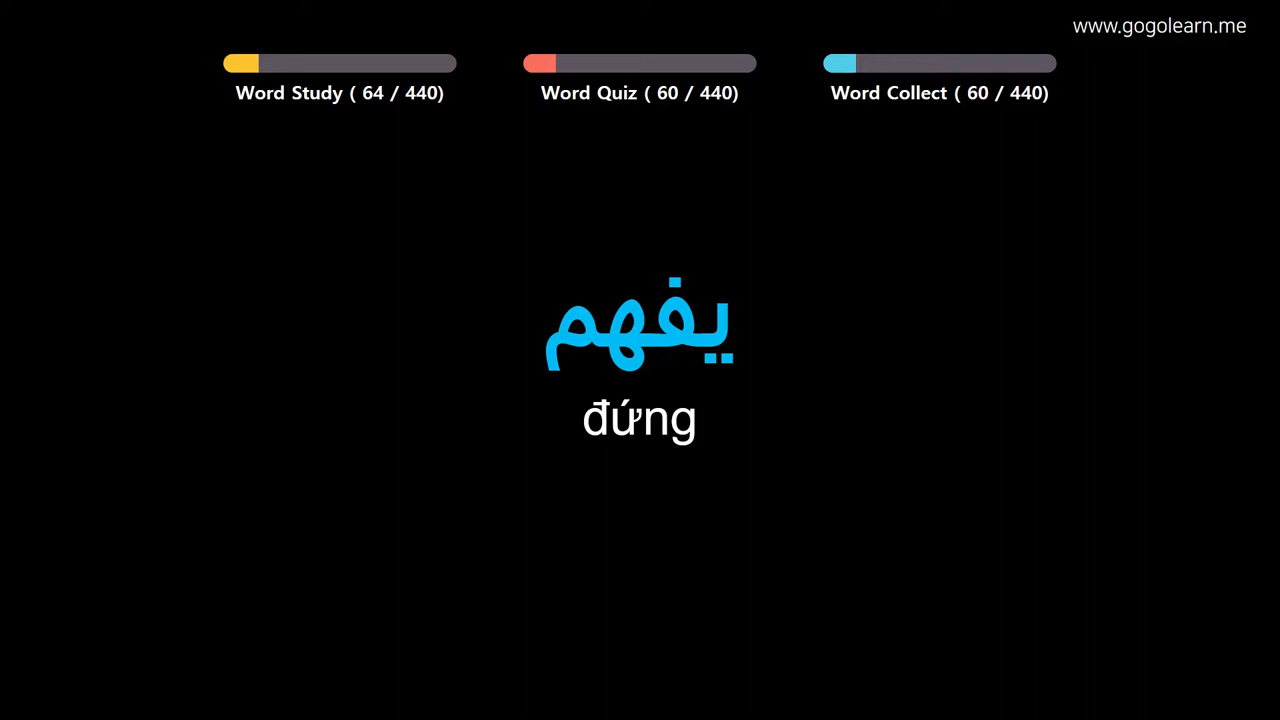 www.gogolearn.me
Word Study ( 64 / 440)
Word Quiz ( 60 / 440)
Word Collect ( 60 / 440)
يفهم
đứng